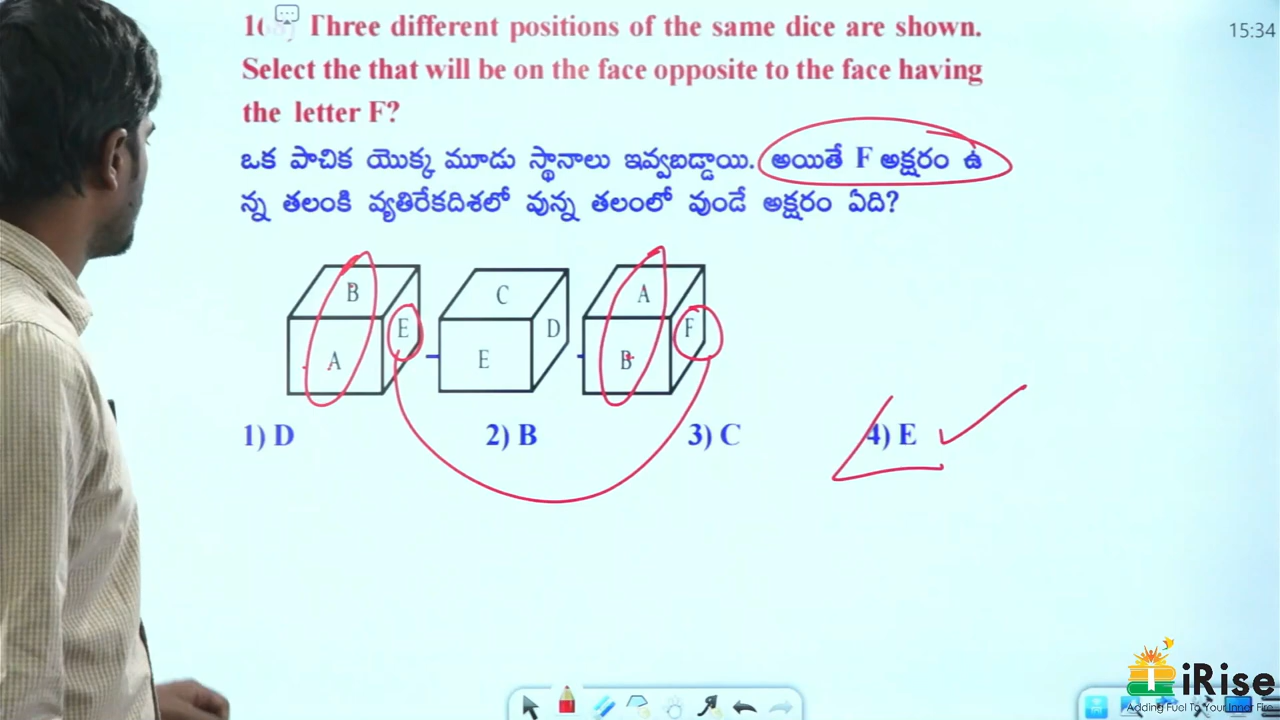 Three different positions of the same dice are shown.
15:34
Select the that will be on the face opposite to the face having
the letter F?
ఒక పాచిక యొక్క మూడు స్థానాలు ఇవ్వబడ్డాయి. అయితే F అక్షరం ఉ
న్న తలంకి వ్యతిరేకదిశలో వున్న తలంలో వుండే అక్షరం ఏది?
B E A
C D E
A F B
1) D 2) B 3) C 4) E
iRise
Adding Fuel To Your Inner Fire